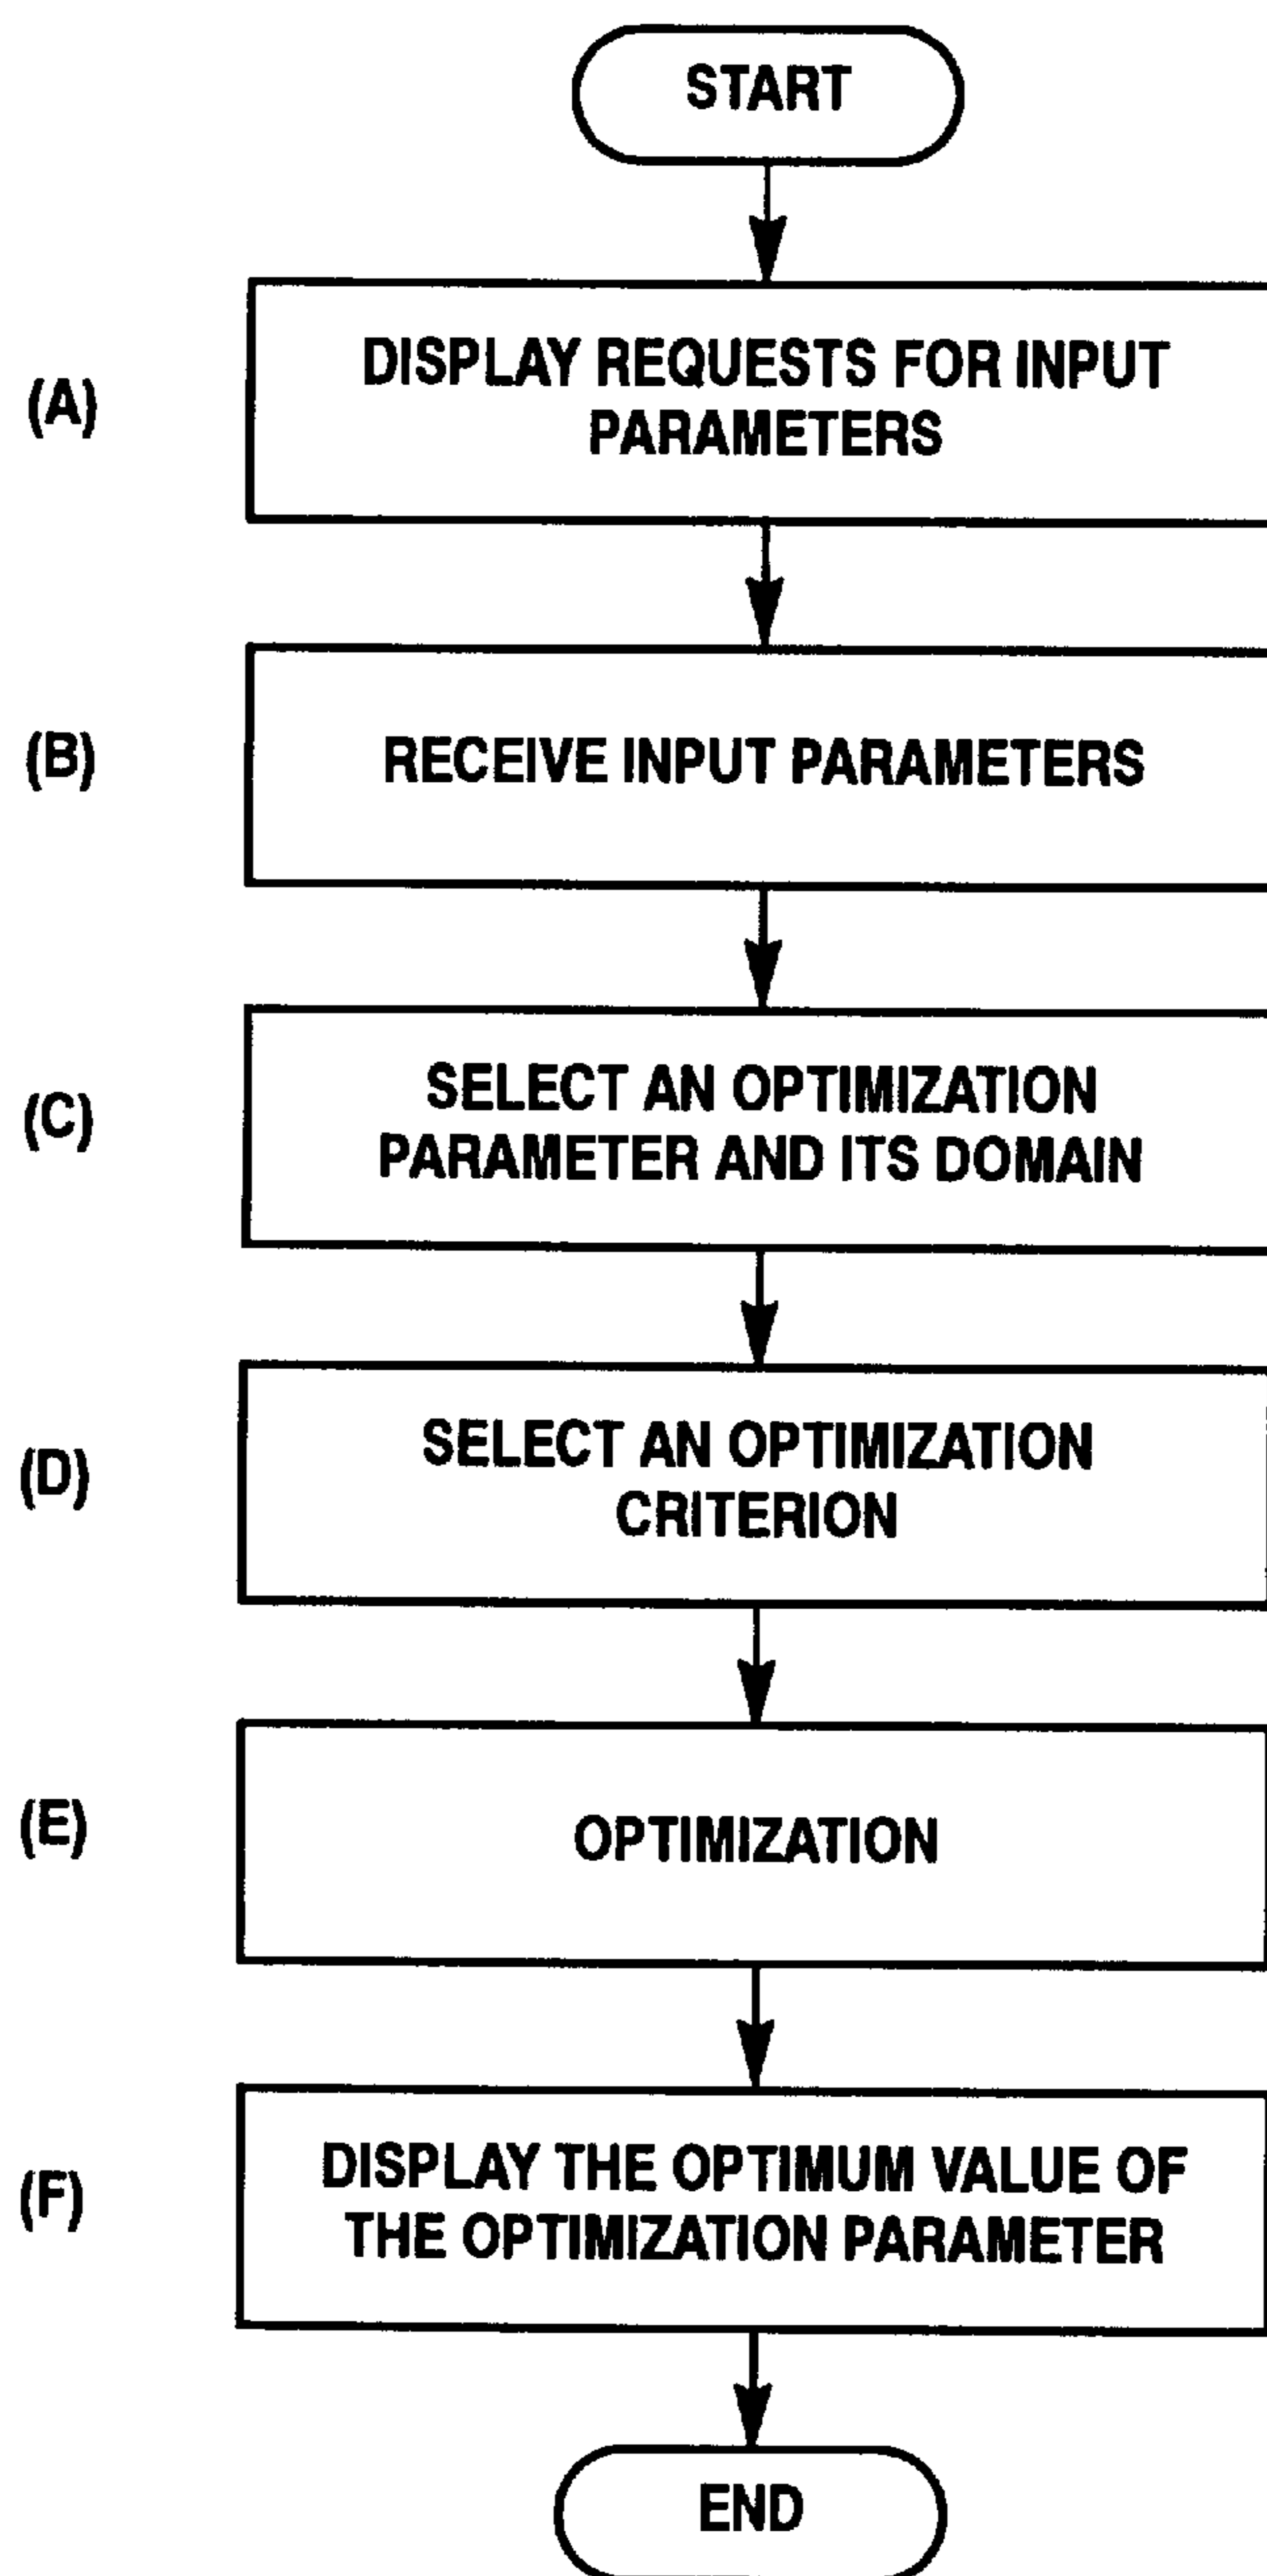 START
(A)
DISPLAY REQUESTS FOR INPUT
PARAMETERS
(B)
RECEIVE INPUT PARAMETERS
(C)
SELECT AN OPTIMIZATION
PARAMETER AND ITS DOMAIN
(D)
SELECT AN OPTIMIZATION
CRITERION
(E)
OPTIMIZATION
(F)
DISPLAY THE OPTIMUM VALUE OF
THE OPTIMIZATION PARAMETER
END